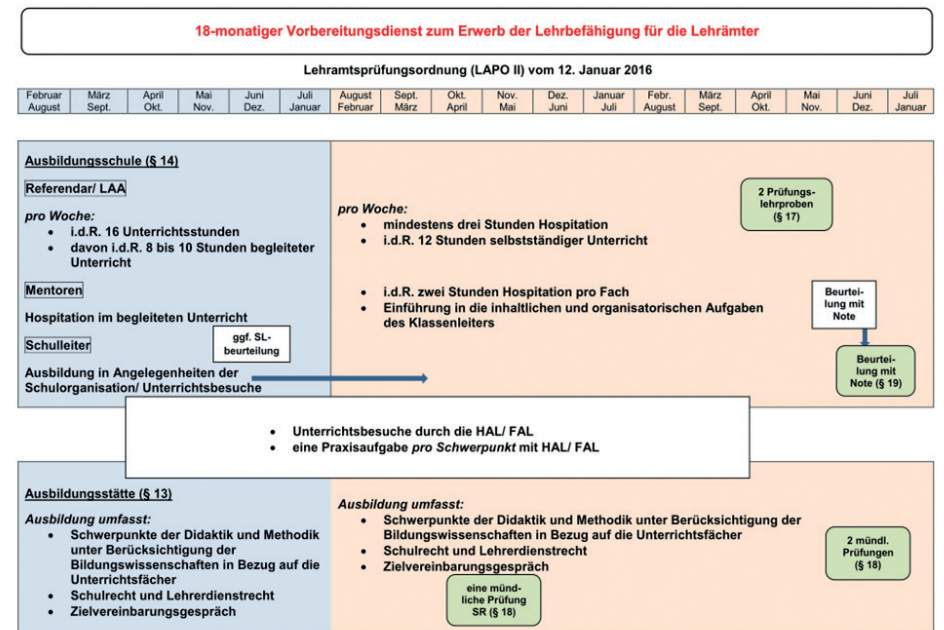 18-monatiger Vorbereitungsdienst zum Erwerb der Lehrbefähigung für die Lehrämter
Lehramtsprüfungsordnung (LAPO II) vom 12. Januar 2016
Februar März April Mai Juni Juli August Sept. Okt. Nov. Dez. Januar Febr. März April Mai Juni Juli
August Sept. Okt. Nov. Dez. Januar Februar März April Mai Juni Juli August Sept. Okt. Nov. Dez. Januar
Ausbildungsschule (§ 14)
Referendar/ LAA
pro Woche:
• i.d.R. 16 Unterrichtsstunden
• davon i.d.R. 8 bis 10 Stunden begleiteter
Unterricht
Mentoren
Hospitation im begleiteten Unterricht
Schulleiter
ggf. SL-
beurteilung
Ausbildung in Angelegenheiten der
Schulorganisation/ Unterrichtsbesuche
pro Woche:
• mindestens drei Stunden Hospitation
• i.d.R. 12 Stunden selbstständiger Unterricht
• i.d.R. zwei Stunden Hospitation pro Fach
• Einführung in die inhaltlichen und organisatorischen Aufgaben
des Klassenleiters
2 Prüfungs-
lehrproben
(§ 17)
Beurtei-
lung mit
Note
Beurtei-
lung mit
Note (§ 19)
• Unterrichtsbesuche durch die HAL/ FAL
• eine Praxisaufgabe pro Schwerpunkt mit HAL/ FAL
Ausbildungsstätte (§ 13)
Ausbildung umfasst:
• Schwerpunkte der Didaktik und Methodik
unter Berücksichtigung der
Bildungswissenschaften in Bezug auf die
Unterrichtsfächer
• Schulrecht und Lehrerdienstrecht
• Zielvereinbarungsgespräch
Ausbildung umfasst:
• Schwerpunkte der Didaktik und Methodik unter Berücksichtigung der
Bildungswissenschaften in Bezug auf die Unterrichtsfächer
• Schulrecht und Lehrerdienstrecht
• Zielvereinbarungsgespräch
eine münd-
liche Prüfung
SR (§ 18)
2 mündl.
Prüfungen
(§ 18)